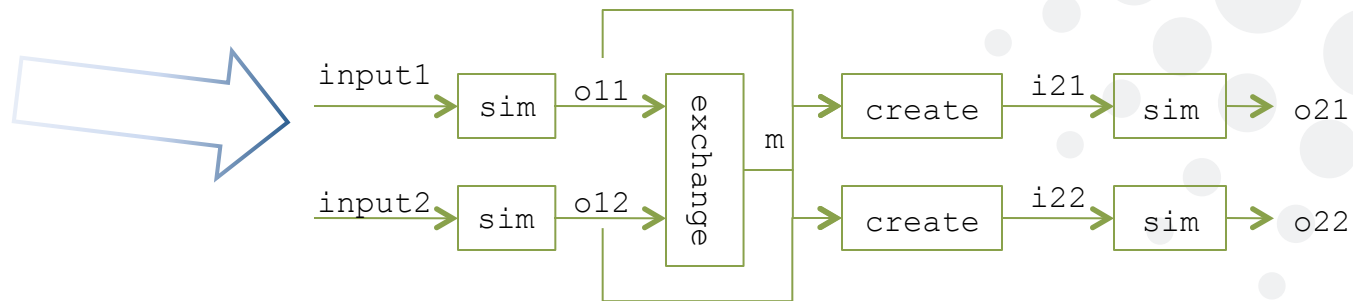 input1
sim
o11
exchange
m
create
i21
sim
o21
input2
sim
o12
create
i22
sim
o22